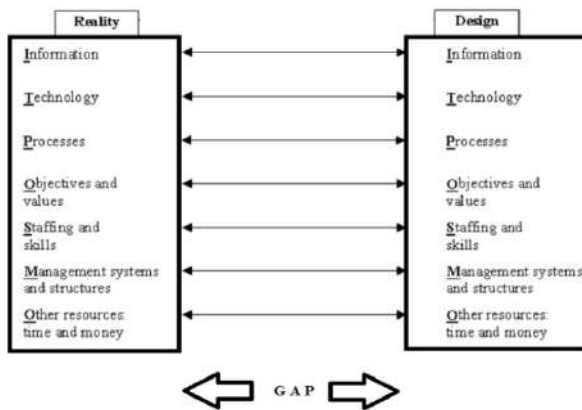 Reality
Information
Technology
Processes
Objectives and
values
Staffing and
skills
Management systems
and structures
Other resources:
time and money
Design
Information
Technology
Processes
Objectives and
values
Staffing and
skills
Management systems
and structures
Other resources:
time and money
GAP